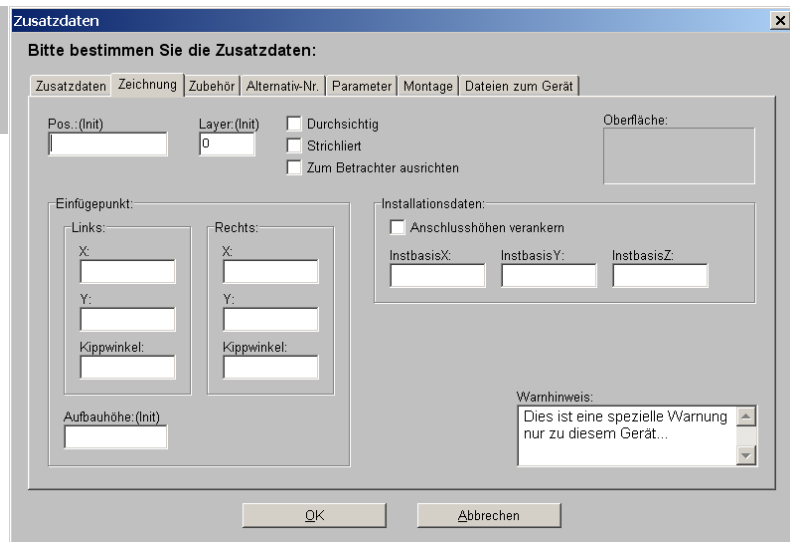 Zusatzdaten
Bitte bestimmen Sie die Zusatzdaten:
Zusatzdaten Zeichnung Zubehör Alternativ-Nr. Parameter Montage Dateien zum Gerät
Pos.:(Init) Layer:(Init) Durchsichtig Oberfläche:
0 Strichliert
Zum Betrachter ausrichten
Einfügepunkt: Installationsdaten:
Links: Rechts: Anschlusshöhen verankern
X: X: InstbasisX: InstbasisY: InstbasisZ:
Y: Y:
Kippwinkel: Kippwinkel:
Aufbauhöhe:(Init) Warnhinweis:
Dies ist eine spezielle Warnung
nur zu diesem Gerät...
OK Abbrechen